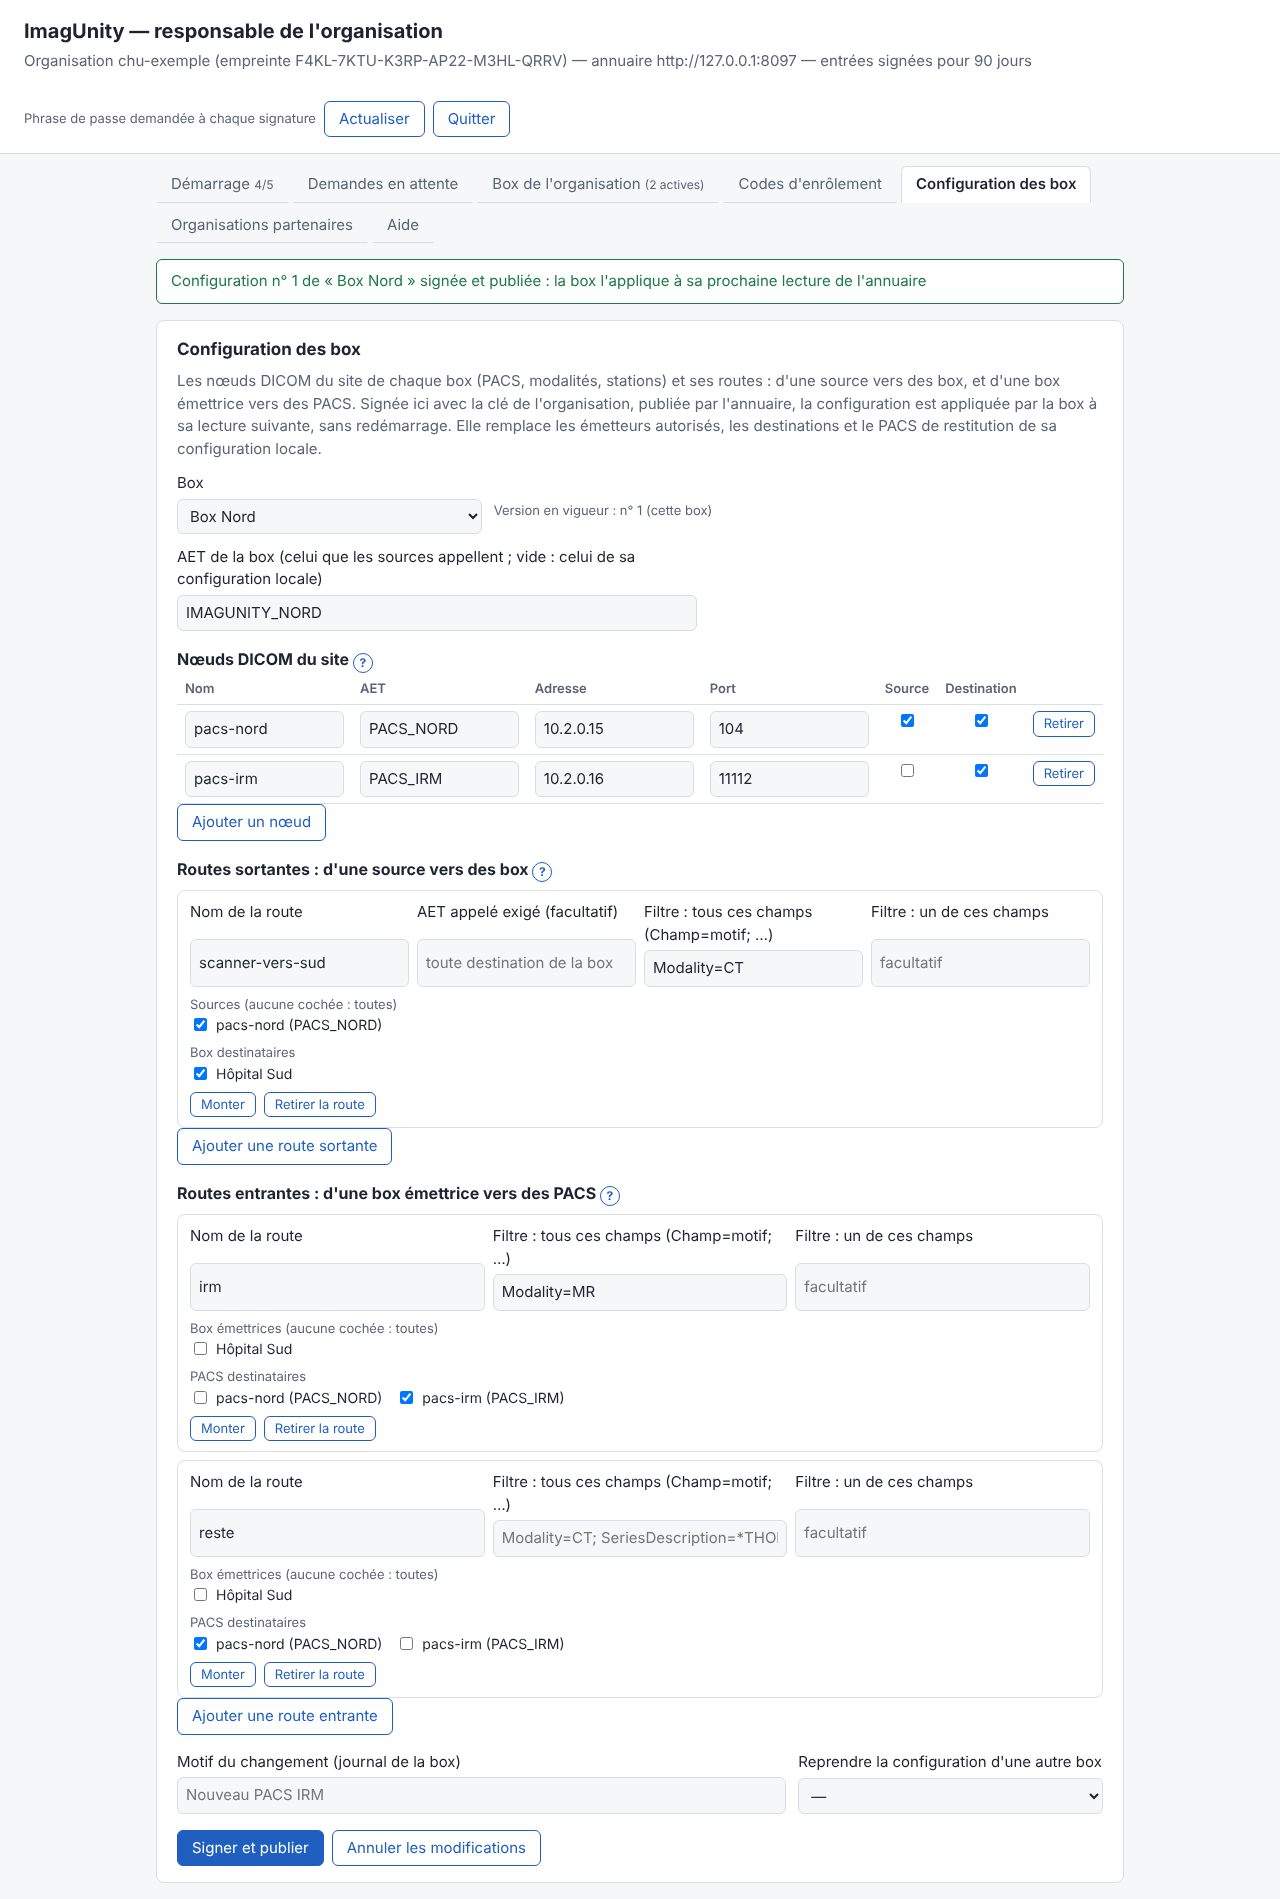 ImagUnity — responsable de l'organisation
Organisation chu-exemple (empreinte F4KL-7KTU-K3RP-AP22-M3HL-QRRV) — annuaire http://127.0.0.1:8097 — entrées signées pour 90 jours
Phrase de passe demandée à chaque signature Actualiser Quitter
Démarrage 4/5 Demandes en attente Box de l'organisation (2 actives) Codes d'enrôlement Configuration des box
Organisations partenaires Aide
Configuration n° 1 de « Box Nord » signée et publiée : la box l'applique à sa prochaine lecture de l'annuaire
Configuration des box
Les nœuds DICOM du site de chaque box (PACS, modalités, stations) et ses routes : d'une source vers des box, et d'une box
émettrice vers des PACS. Signée ici avec la clé de l'organisation, publiée par l'annuaire, la configuration est appliquée par la box à
sa lecture suivante, sans redémarrage. Elle remplace les émetteurs autorisés, les destinations et le PACS de restitution de sa
configuration locale.
Box
Box Nord Version en vigueur : n° 1 (cette box)
AET de la box (celui que les sources appellent ; vide : celui de sa
configuration locale)
IMAGUNITY_NORD
Nœuds DICOM du site ?
Nom AET Adresse Port Source Destination
pacs-nord PACS_NORD 10.2.0.15 104 Retirer
pacs-irm PACS_IRM 10.2.0.16 11112 Retirer
Ajouter un nœud
Routes sortantes : d'une source vers des box ?
Nom de la route AET appelé exigé (facultatif) Filtre : tous ces champs Filtre : un de ces champs
(Champ=motif; ...)
scanner-vers-sud toute destination de la box Modality=CT facultatif
Sources (aucune cochée : toutes)
pacs-nord (PACS_NORD)
Box destinataires
Hôpital Sud
Monter Retirer la route
Ajouter une route sortante
Routes entrantes : d'une box émettrice vers des PACS ?
Nom de la route Filtre : tous ces champs (Champ=motif; Filtre : un de ces champs
...)
irm Modality=MR facultatif
Box émettrices (aucune cochée : toutes)
Hôpital Sud
PACS destinataires
pacs-nord (PACS_NORD) pacs-irm (PACS_IRM)
Monter Retirer la route
Nom de la route Filtre : tous ces champs (Champ=motif; Filtre : un de ces champs
...)
reste Modality=CT; SeriesDescription=*THO facultatif
Box émettrices (aucune cochée : toutes)
Hôpital Sud
PACS destinataires
pacs-nord (PACS_NORD) pacs-irm (PACS_IRM)
Monter Retirer la route
Ajouter une route entrante
Motif du changement (journal de la box) Reprendre la configuration d'une autre box
Nouveau PACS IRM —
Signer et publier Annuler les modifications